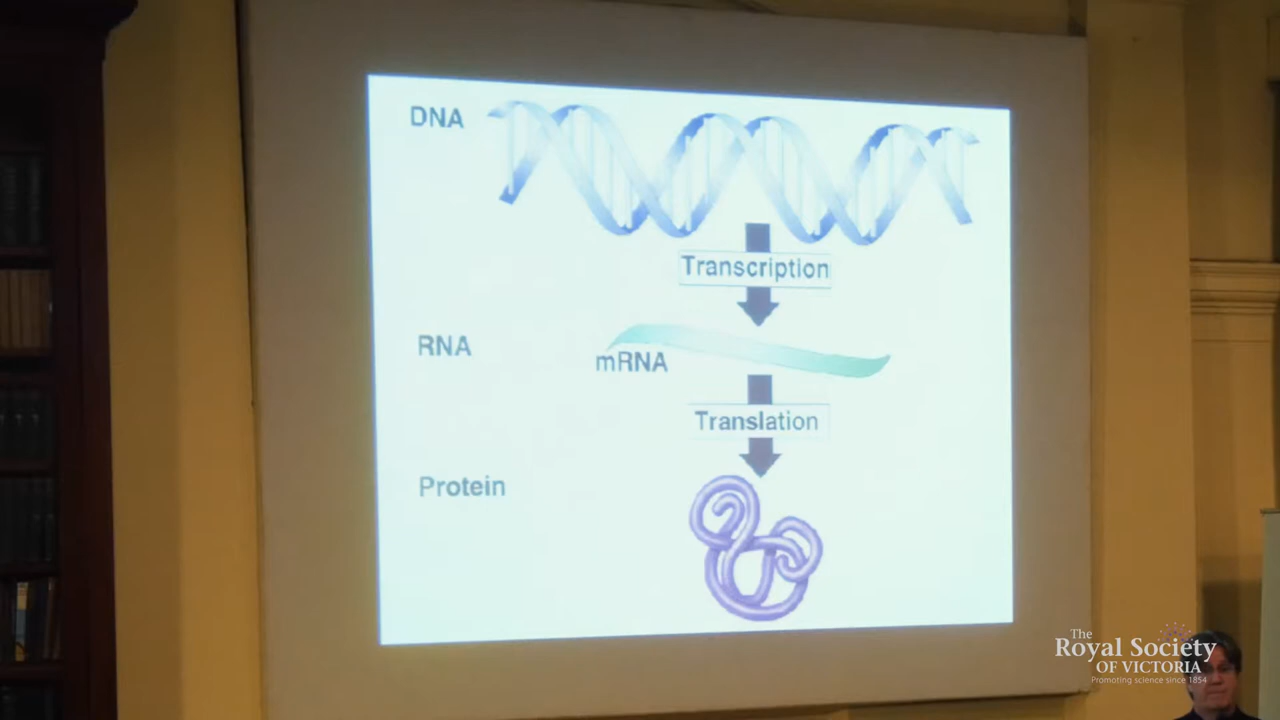 DNA
Transcription
RNA
mRNA
Translation
Protein
The
Royal Society
OF VICTORIA
Promoting science since 1854